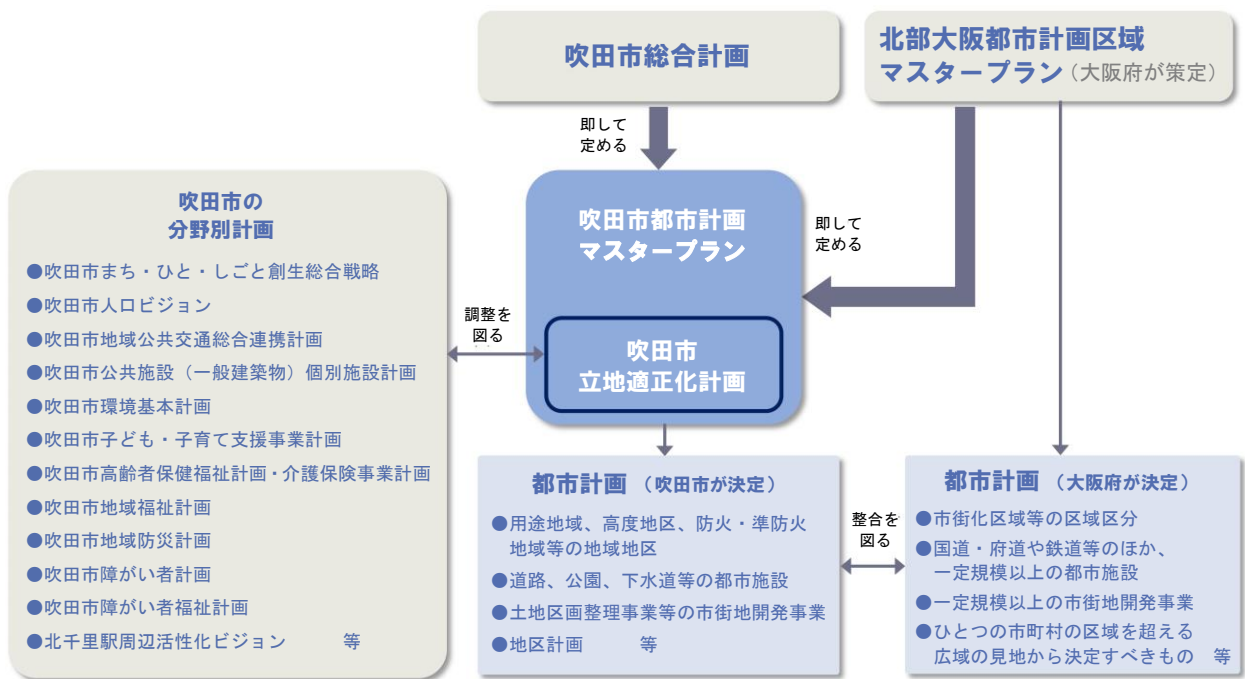 吹田市総合計画
北部大阪都市計画区域
マスタープラン（大阪府が策定）
即して
定める
吹田市都市計画
マスタープラン
即して
定める
吹田市の
分野別計画
●吹田市まち・ひと・しごと創生総合戦略
●吹田市人口ビジョン
●吹田市地域公共交通総合連携計画
●吹田市公共施設（一般建築物）個別施設計画
●吹田市環境基本計画
●吹田市子ども・子育て支援事業計画
●吹田市高齢者保健福祉計画・介護保険事業計画
●吹田市地域福祉計画
●吹田市地域防災計画
●吹田市障がい者計画
●吹田市障がい者福祉計画
●北千里駅周辺活性化ビジョン　　等
調整を
図る
吹田市
立地適正化計画
都市計画（吹田市が決定）
●用途地域、高度地区、防火・準防火
地域等の地域地区
●道路、公園、下水道等の都市施設
●土地区画整理事業等の市街地開発事業
●地区計画　　等
整合を
図る
都市計画（大阪府が決定）
●市街化区域等の区域区分
●国道・府道や鉄道等のほか、
一定規模以上の都市施設
●一定規模以上の市街地開発事業
●ひとつの市町村の区域を超える
広域の見地から決定すべきもの　等